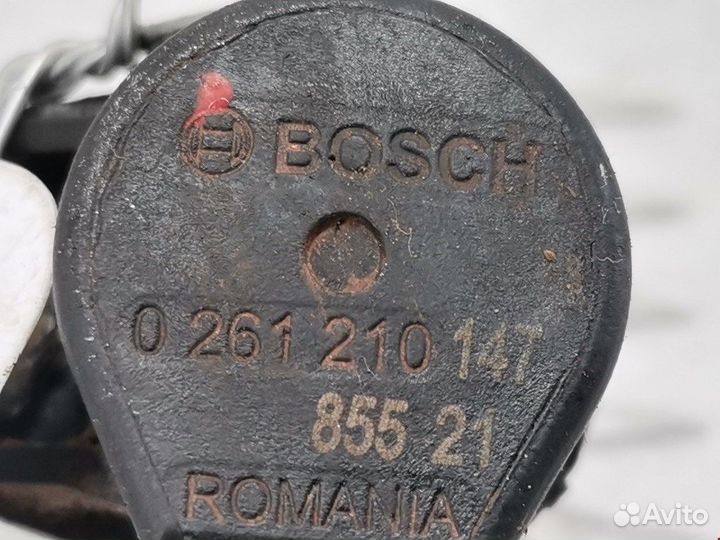 BOSCH
0 261 210 147
855 21
ROMANIA
Avito